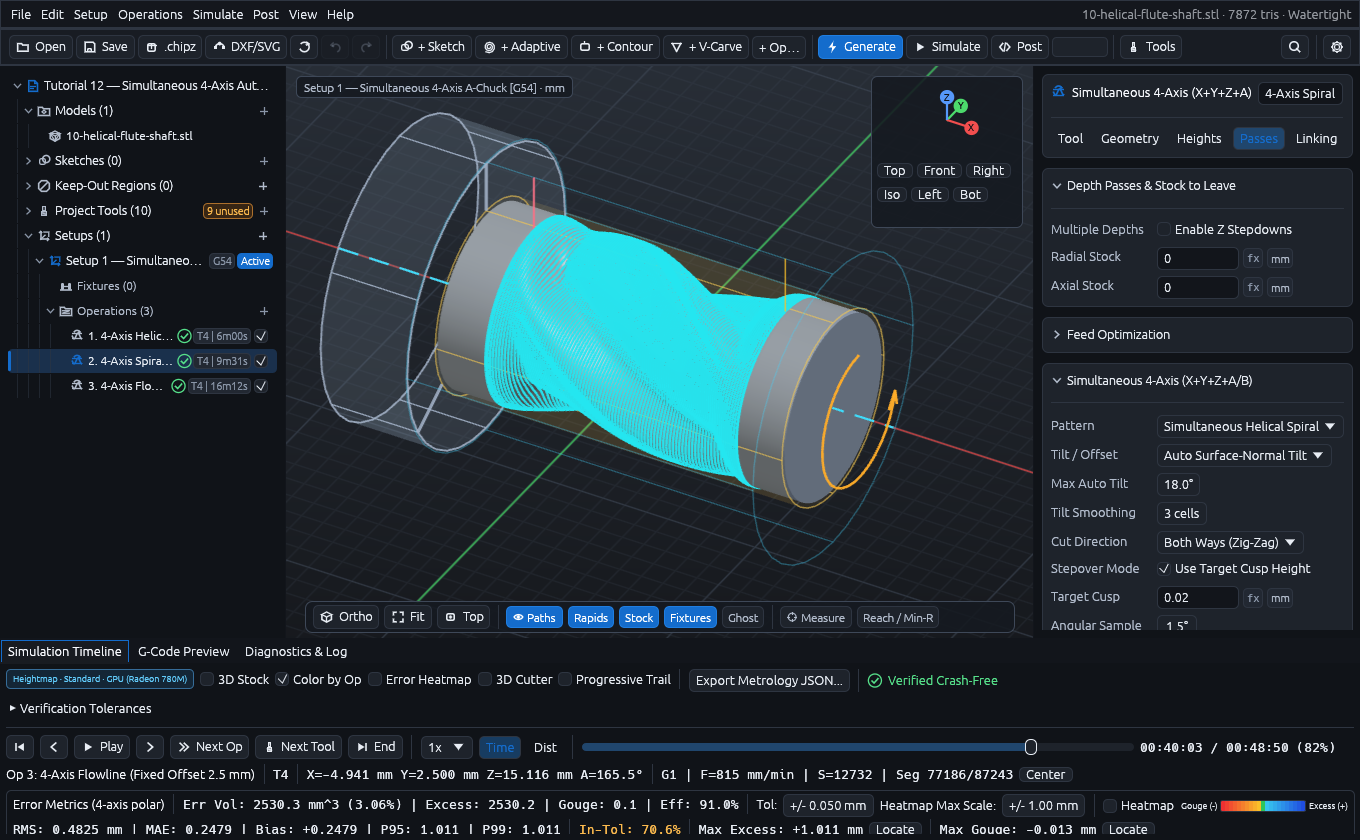 File Edit Setup Operations Simulate Post View Help
10-helical-flute-shaft.stl · 7872 tris · Watertight
Open Save .chipz DXF/SVG + Sketch + Adaptive + Contour + V-Carve + Op... Generate Simulate Post Tools
Tutorial 12 — Simultaneous 4-Axis Aut...
Models (1) +
10-helical-flute-shaft.stl
Sketches (0) +
Keep-Out Regions (0) +
Project Tools (10) 9 unused +
Setups (1) +
Setup 1 — Simultaneo... G54 Active
Fixtures (0)
Operations (3) +
1. 4-Axis Helic... T4 | 6m00s
2. 4-Axis Spira... T4 | 9m31s
3. 4-Axis Flo... T4 | 16m12s
Setup 1 — Simultaneous 4-Axis A-Chuck [G54] · mm
Z
Y
X
Top Front Right
Iso Left Bot
Ortho Fit Top Paths Rapids Stock Fixtures Ghost Measure Reach / Min-R
Simultaneous 4-Axis (X+Y+Z+A) 4-Axis Spiral
Tool Geometry Heights Passes Linking
Depth Passes & Stock to Leave
Multiple Depths Enable Z Stepdowns
Radial Stock 0 fx mm
Axial Stock 0 fx mm
Feed Optimization
Simultaneous 4-Axis (X+Y+Z+A/B)
Pattern Simultaneous Helical Spiral
Tilt / Offset Auto Surface-Normal Tilt
Max Auto Tilt 18.0°
Tilt Smoothing 3 cells
Cut Direction Both Ways (Zig-Zag)
Stepover Mode Use Target Cusp Height
Target Cusp 0.02 fx mm
Angular Sample 1.5°
Simulation Timeline G-Code Preview Diagnostics & Log
Heightmap · Standard · GPU (Radeon 780M) 3D Stock Color by Op Error Heatmap 3D Cutter Progressive Trail Export Metrology JSON... Verified Crash-Free
Verification Tolerances
Play Next Op Next Tool End 1x Time Dist 00:40:03 / 00:48:50 (82%)
Op 3: 4-Axis Flowline (Fixed Offset 2.5 mm) T4 X=-4.941 mm Y=2.500 mm Z=15.116 mm A=165.5° G1 | F=815 mm/min | S=12732 | Seg 77186/87243 Center
Error Metrics (4-axis polar) Err Vol: 2530.3 mm^3 (3.06%) | Excess: 2530.2 | Gouge: 0.1 | Eff: 91.0% Tol: +/- 0.050 mm Heatmap Max Scale: +/- 1.00 mm Heatmap Gouge (-) Excess (+)
RMS: 0.4825 mm | MAE: 0.2479 | Bias: +0.2479 | P95: 1.011 | P99: 1.011 In-Tol: 70.6% Max Excess: +1.011 mm Locate Max Gouge: -0.013 mm Locate